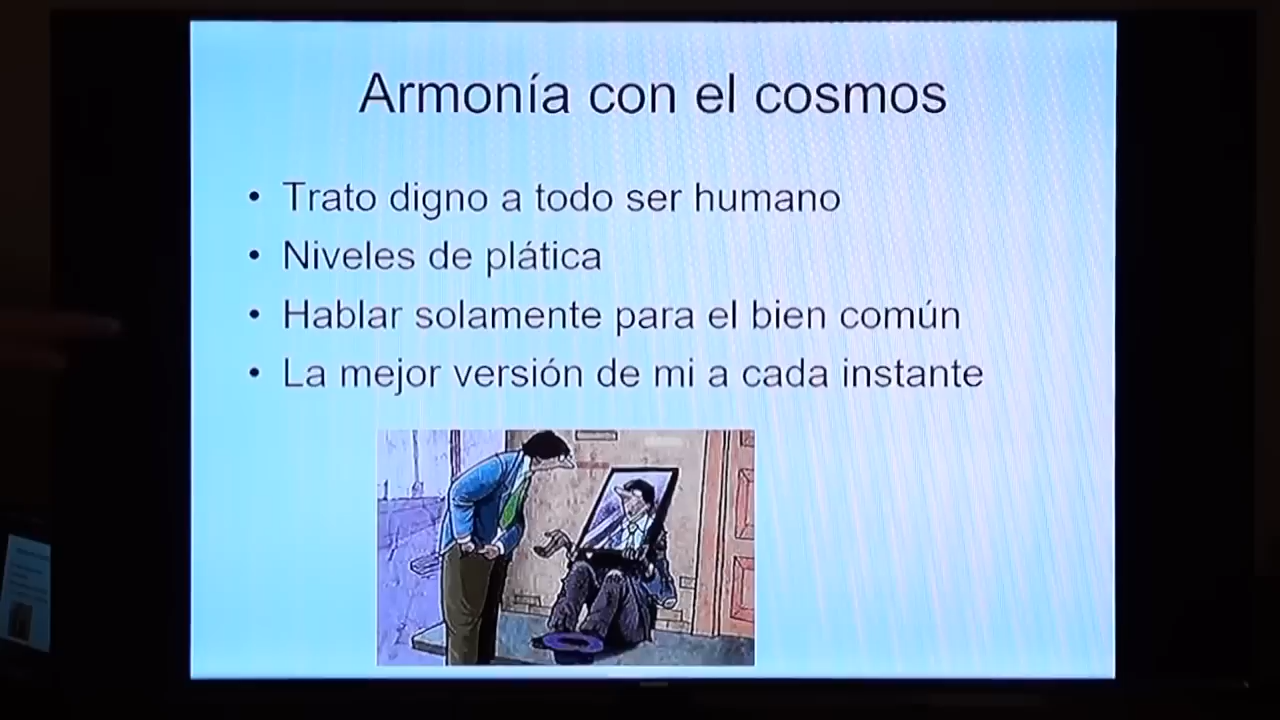 Armonía con el cosmos
• Trato digno a todo ser humano
• Niveles de plática
• Hablar solamente para el bien común
• La mejor versión de mi a cada instante